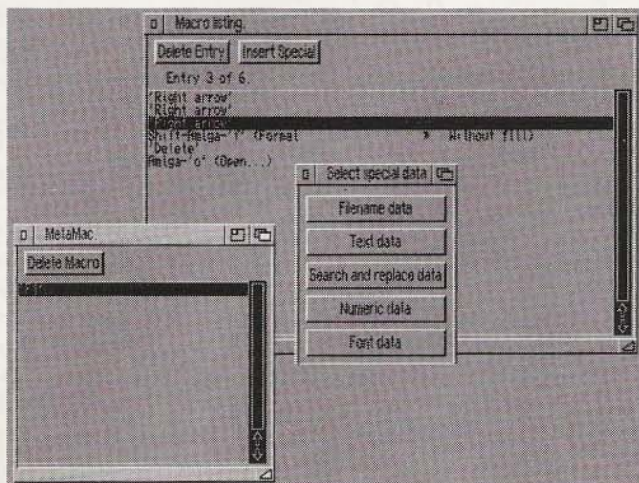 Macro listing.
Delete Entry
Insert Special
Entry 3 of 6.
'Right arrow'
'Right arrow'
'Right arrow'
Shift-Amiga-'f' (Format » Without fill)
'Delete'
Amiga-'o' (Open...)
Select special data
Filename data
Text data
Search and replace data
Numeric data
Font data
MetaMac.
Delete Macro